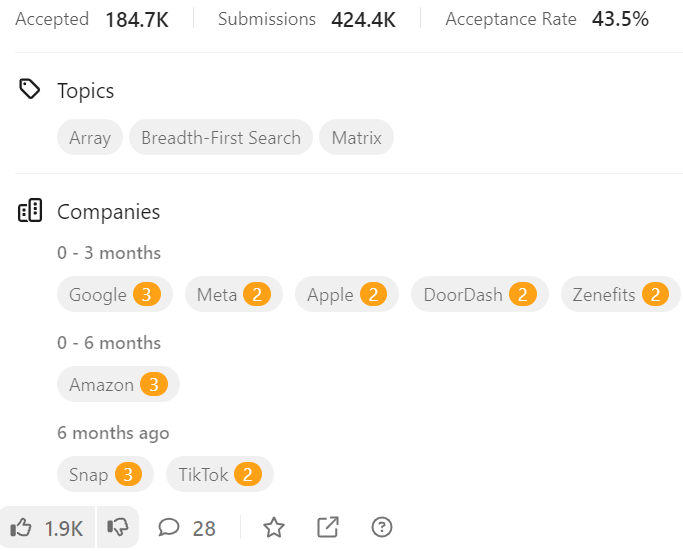 Accepted 184.7K Submissions 424.4K Acceptance Rate 43.5%
Topics
Array Breadth-First Search Matrix
Companies
0 - 3 months
Google 3 Meta 2 Apple 2 DoorDash 2 Zenefits 2
0 - 6 months
Amazon 3
6 months ago
Snap 3 TikTok 2
1.9K 28